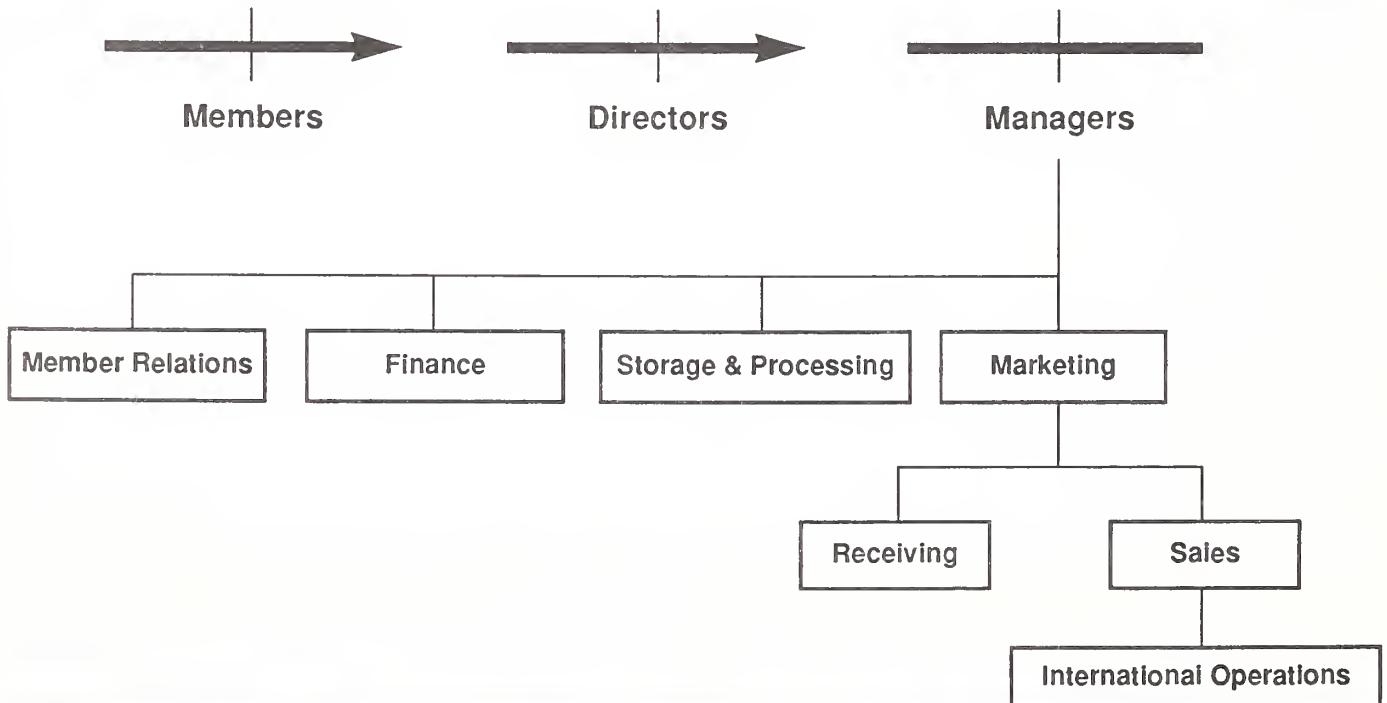 Members Directors Managers
Member Relations Finance Storage & Processing Marketing
Receiving Sales
International Operations